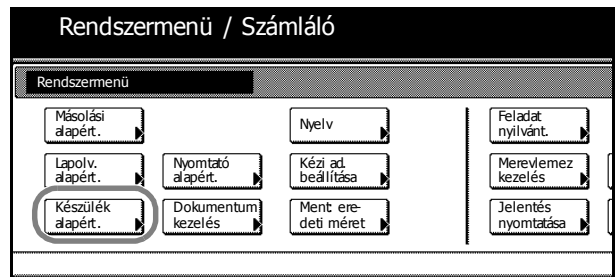 Rendszermenü / Számláló
Rendszermenü
Másolási
alapért.
Nyelv
Feladat
nyilvánt.
Lapolv.
alapért.
Nyomtató
alapért.
Kézi ad.
beállítása
Merevlemez
kezelés
Készülék
alapért.
Dokumentum
kezelés
Ment. ere-
deti méret
Jelentés
nyomtatása